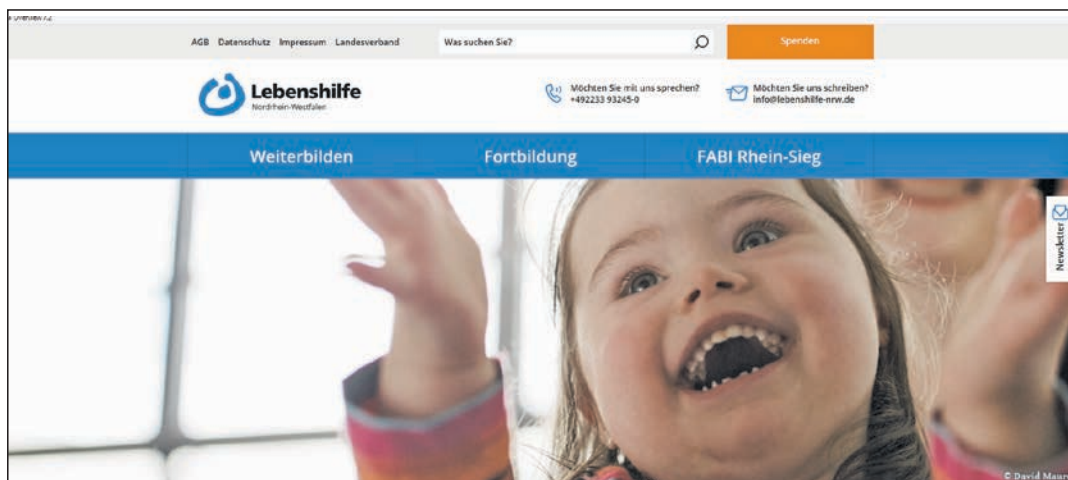 AGB Datenschutz Impressum Landesverband
Was suchen Sie?
Spenden
Lebenshilfe
Nordrhein-Westfalen
Möchten Sie mit uns sprechen?
+492233 93245-0
Möchten Sie uns schreiben?
info@lebenshilfe-nrw.de
Weiterbilden
Fortbildung
FABI Rhein-Sieg
Newsletter
© David Maurer